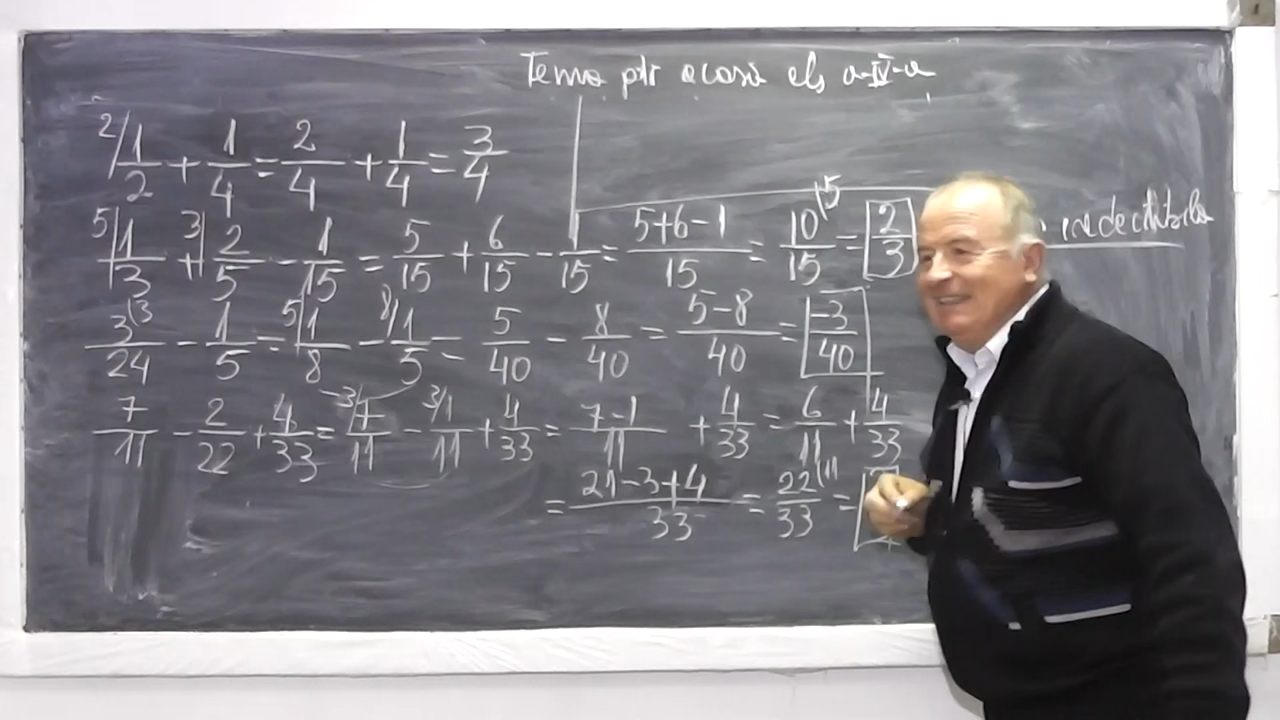 Tema ptr acasă cls a-IV-a
2/ 1/2 + 1/4 = 2/4 + 1/4 = 3/4
5| 1/3 + 3| 2/5 - 1/15 = 5/15 + 6/15 - 1/15 = (5+6-1)/15 = 10/15 (5 = 2/3
3/24 (3 - 1/5 = 5| 1/8 - 8/ 1/5 = 5/40 - 8/40 = (5-8)/40 = -3/40
7/11 - 2/22 + 4/33 = 3/ 7/11 - 3/ 1/11 + 4/33 = (7-1)/11 + 4/33 = 6/11 + 4/33
= (21-3+4)/33 = 22/33 (11 =